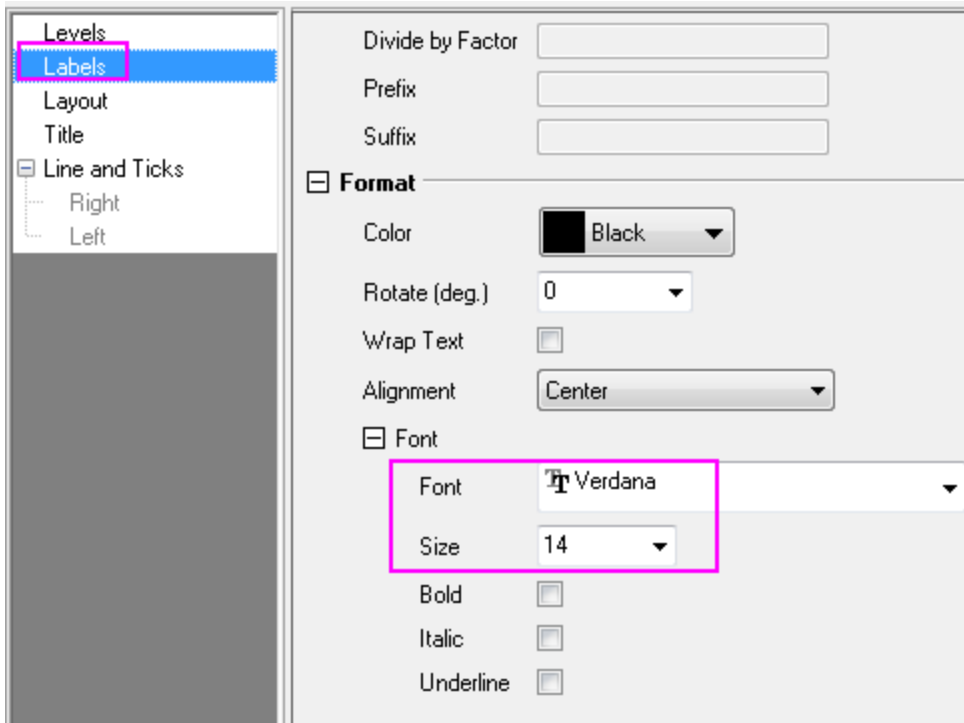 Levels
Labels
Layout
Title
Line and Ticks
Right
Left
Divide by Factor
Prefix
Suffix
Format
Color Black
Rotate (deg.) 0
Wrap Text
Alignment Center
Font
Font Verdana
Size 14
Bold
Italic
Underline